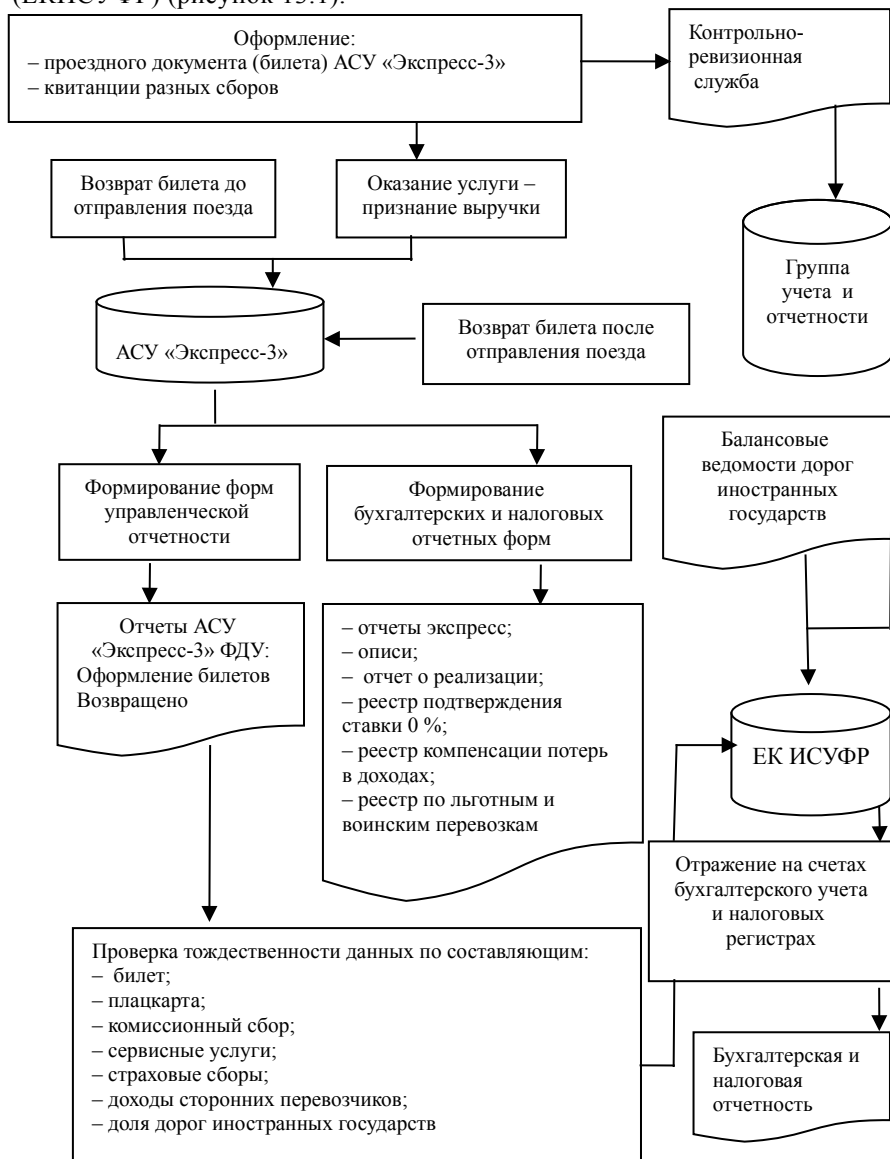 (ЕКИСУФР) (рисунок 13.1).
Оформление:
– проездного документа (билета) АСУ «Экспресс-3»
– квитанции разных сборов
Контрольно-
ревизионная
служба
Возврат билета до
отправления поезда
Оказание услуги –
признание выручки
Группа
учета и
отчетности
АСУ «Экспресс-3»
Возврат билета после
отправления поезда
Балансовые
ведомости дорог
иностранных
государств
Формирование форм
управленческой
отчетности
Формирование
бухгалтерских и налоговых
отчетных форм
Отчеты АСУ
«Экспресс-3» ФДУ:
Оформление билетов
Возвращено
– отчеты экспресс;
– описи;
– отчет о реализации;
– реестр подтверждения
ставки 0 %;
– реестр компенсации потерь
в доходах;
– реестр по льготным и
воинским перевозкам
ЕК ИСУФР
Отражение на счетах
бухгалтерского учета
и налоговых
регистрах
Проверка тождественности данных по составляющим:
– билет;
– плацкарта;
– комиссионный сбор;
– сервисные услуги;
– страховые сборы;
– доходы сторонних перевозчиков;
– доля дорог иностранных государств
Бухгалтерская и
налоговая
отчетность